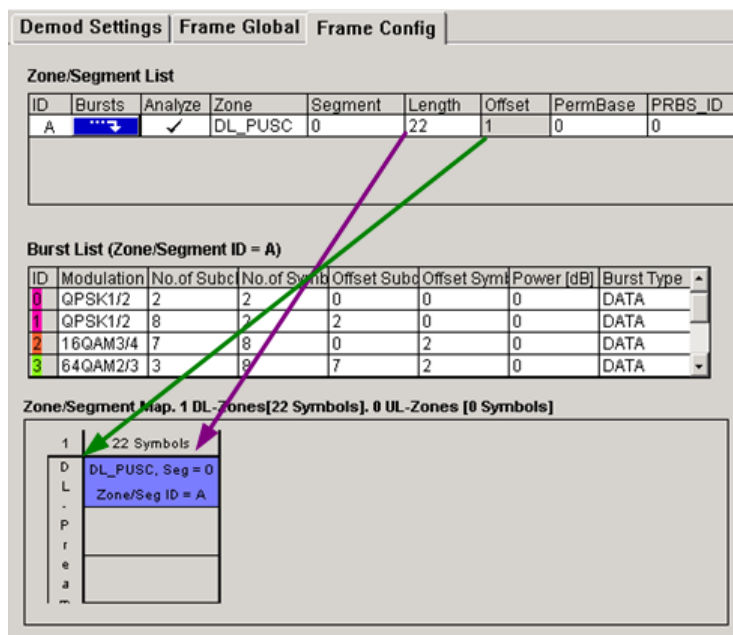 Demod Settings Frame Global Frame Config
Zone/Segment List
ID Bursts Analyze Zone Segment Length Offset PermBase PRBS_ID
A DL_PUSC 0 22 1 0 0
Burst List (Zone/Segment ID = A)
ID Modulation No.of Subcl No.of Symb Offset Subc Offset Syml Power [dB] Burst Type
0 QPSK1/2 2 2 0 0 0 DATA
1 QPSK1/2 8 2 2 0 0 DATA
2 16QAM3/4 7 8 0 2 0 DATA
3 64QAM2/3 3 8 7 2 0 DATA
Zone/Segment Map. 1 DL-Zones[22 Symbols]. 0 UL-Zones [0 Symbols]
1 22 Symbols
DL_PUSC, Seg = 0
Zone/Seg ID = A
D
L
-
P
r
e
a
m